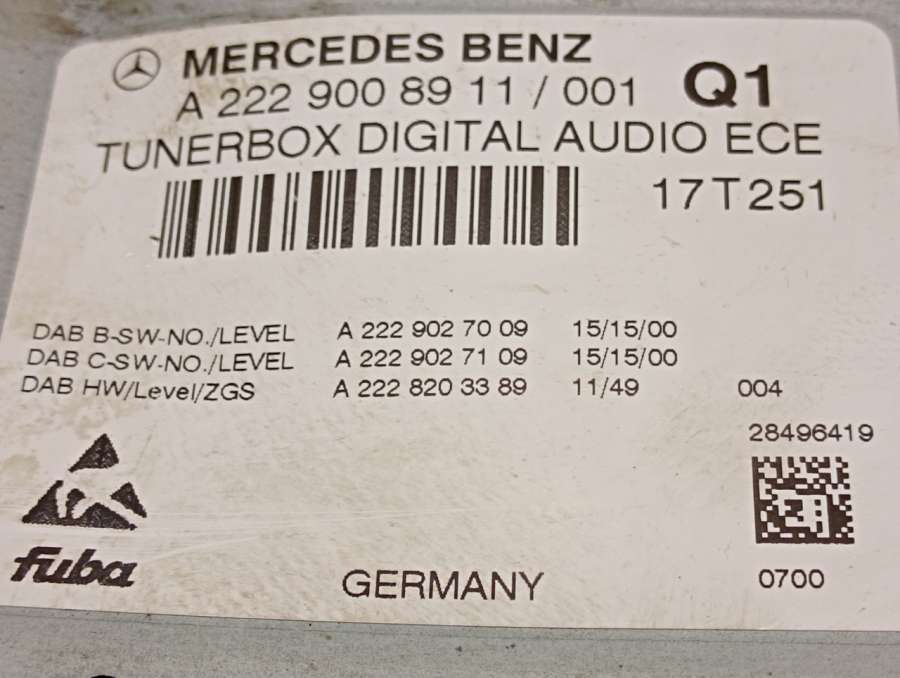 MERCEDES BENZ
A 222 900 89 11 / 001 Q1
TUNERBOX DIGITAL AUDIO ECE
17T251
DAB B-SW-NO./LEVEL A 222 902 70 09 15/15/00
DAB C-SW-NO./LEVEL A 222 902 71 09 15/15/00
DAB HW/Level/ZGS A 222 820 33 89 11/49 004
28496419
fuba
GERMANY
0700